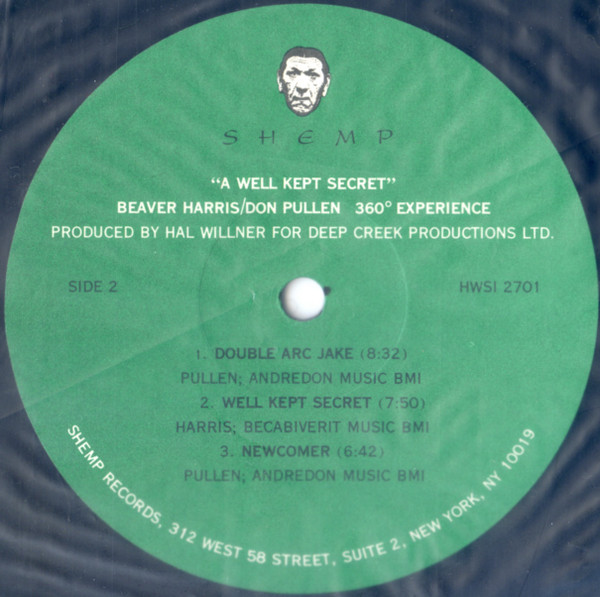 SHEMP
“A WELL KEPT SECRET”
BEAVER HARRIS/DON PULLEN 360° EXPERIENCE
PRODUCED BY HAL WILLNER FOR DEEP CREEK PRODUCTIONS LTD.
SIDE 2 HWSI 2701
1. DOUBLE ARC JAKE (8:32)
PULLEN; ANDREDON MUSIC BMI
2. WELL KEPT SECRET (7:50)
HARRIS; BECABIVERIT MUSIC BMI
3. NEWCOMER (6:42)
PULLEN; ANDREDON MUSIC BMI
SHEMP RECORDS, 312 WEST 58 STREET, SUITE 2, NEW YORK, NY 10019